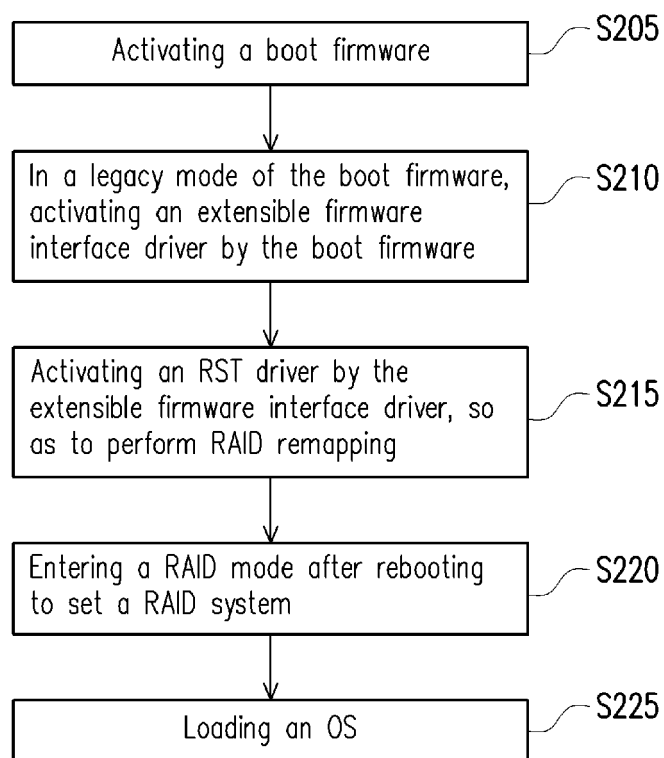 Activating a boot firmware
S205
In a legacy mode of the boot firmware,
activating an extensible firmware
interface driver by the boot firmware
S210
Activating an RST driver by the
extensible firmware interface driver, so
as to perform RAID remapping
S215
Entering a RAID mode after rebooting
to set a RAID system
S220
Loading an OS
S225